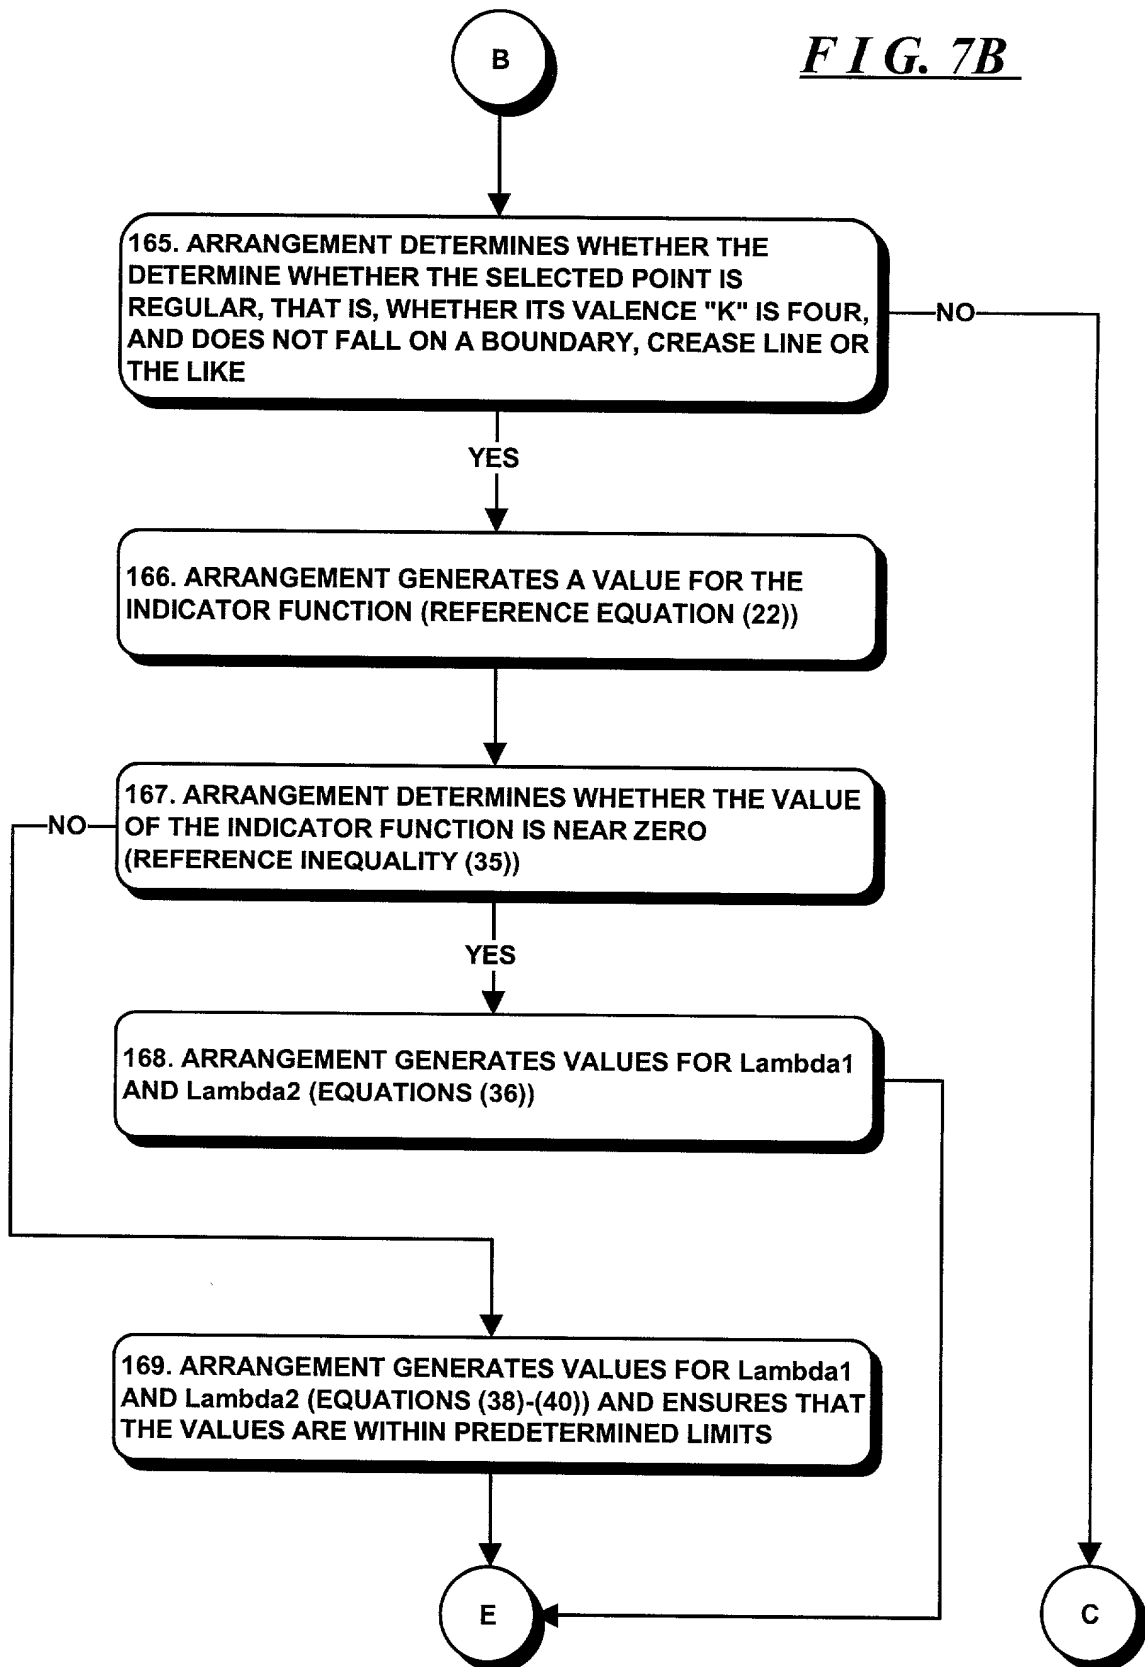 B
F I G. 7B
165. ARRANGEMENT DETERMINES WHETHER THE
DETERMINE WHETHER THE SELECTED POINT IS
REGULAR, THAT IS, WHETHER ITS VALENCE "K" IS FOUR,
AND DOES NOT FALL ON A BOUNDARY, CREASE LINE OR
THE LIKE
NO
YES
166. ARRANGEMENT GENERATES A VALUE FOR THE
INDICATOR FUNCTION (REFERENCE EQUATION (22))
167. ARRANGEMENT DETERMINES WHETHER THE VALUE
OF THE INDICATOR FUNCTION IS NEAR ZERO
(REFERENCE INEQUALITY (35))
NO
YES
168. ARRANGEMENT GENERATES VALUES FOR Lambda1
AND Lambda2 (EQUATIONS (36))
169. ARRANGEMENT GENERATES VALUES FOR Lambda1
AND Lambda2 (EQUATIONS (38)-(40)) AND ENSURES THAT
THE VALUES ARE WITHIN PREDETERMINED LIMITS
E
C